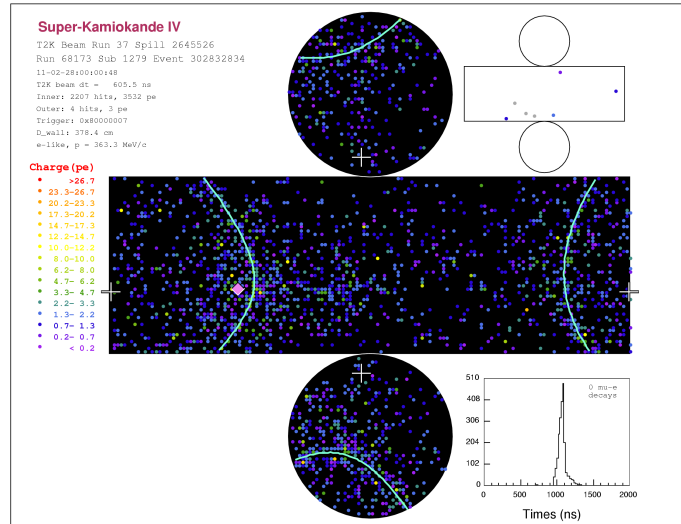 Super-Kamiokande IV
T2K Beam Run 37 Spill 2645526
Run 68173 Sub 1279 Event 302832834
11-02-28:00:00:48
T2K beam dt = 605.5 ns
Inner: 2207 hits, 3532 pe
Outer: 4 hits, 3 pe
Trigger: 0x80000007
D_wall: 378.4 cm
e-like, p = 363.3 MeV/c
Charge(pe)
>26.7
23.3-26.7
20.2-23.3
17.3-20.2
14.7-17.3
12.2-14.7
10.0-12.2
8.0-10.0
6.2- 8.0
4.7- 6.2
3.3- 4.7
2.2- 3.3
1.3- 2.2
0.7- 1.3
0.2- 0.7
< 0.2
0 mu-e
decays
510
408
306
204
102
0
0 500 1000 1500 2000
Times (ns)